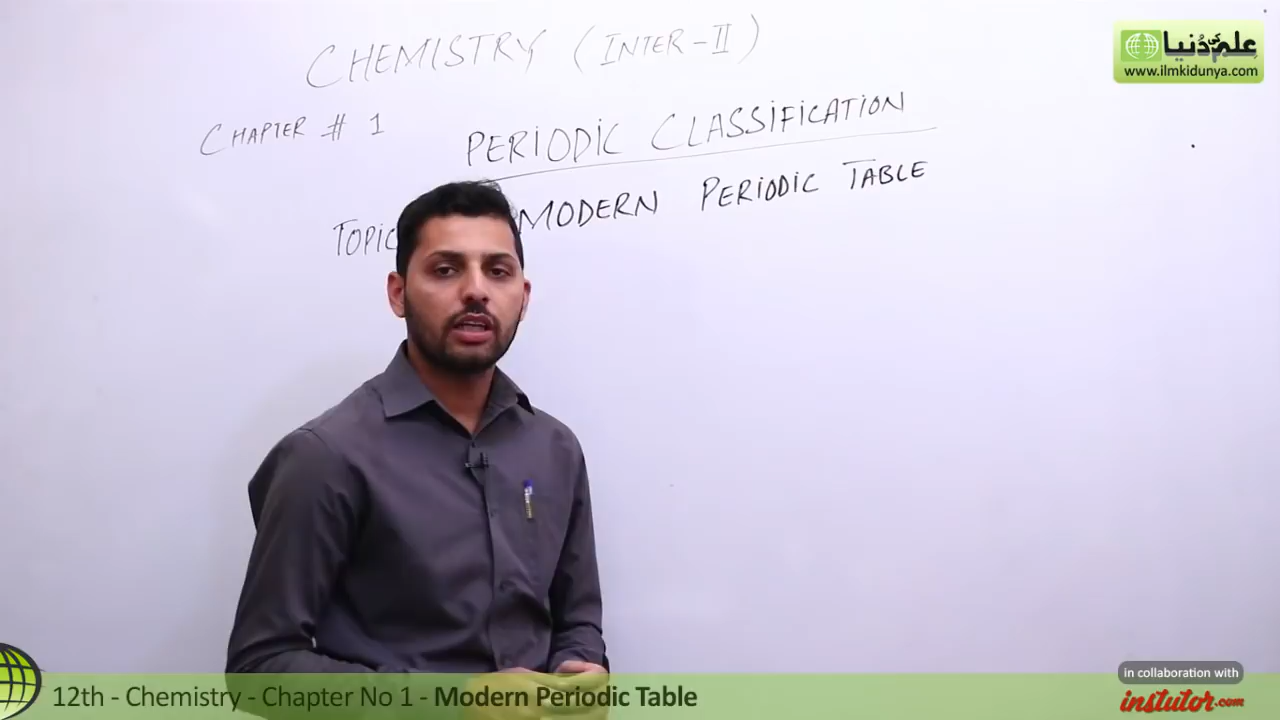 CHEMISTRY (INTER-II)
CHAPTER # 1
PERIODIC CLASSIFICATION
TOPIC MODERN PERIODIC TABLE
علم کی دُنیا
www.ilmkidunya.com
in collaboration with
instutor.com
12th - Chemistry - Chapter No 1 - Modern Periodic Table